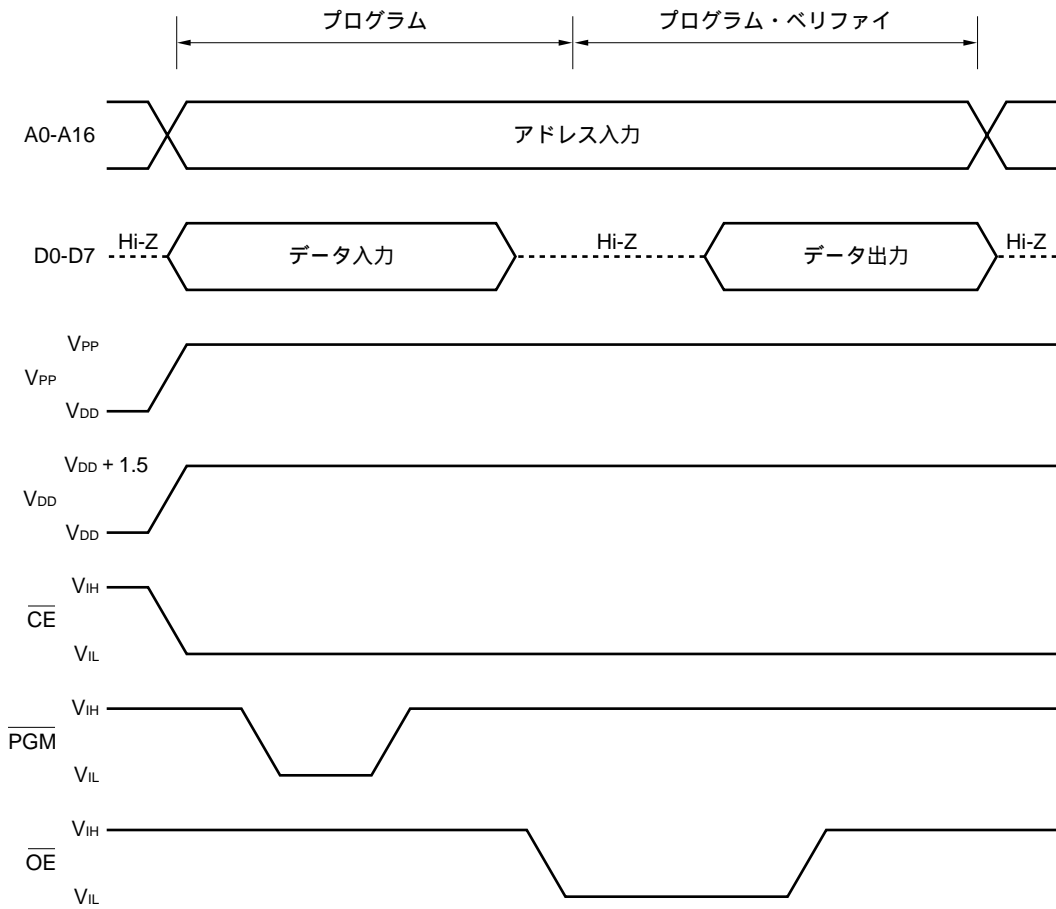 プログラム
プログラム・ベリファイ
A0-A16
アドレス入力
D0-D7
Hi-Z
データ入力
Hi-Z
データ出力
Hi-Z
VPP
VPP
VDD
VDD + 1.5
VDD
VDD
VIH
CE
VIL
VIH
PGM
VIL
VIH
OE
VIL